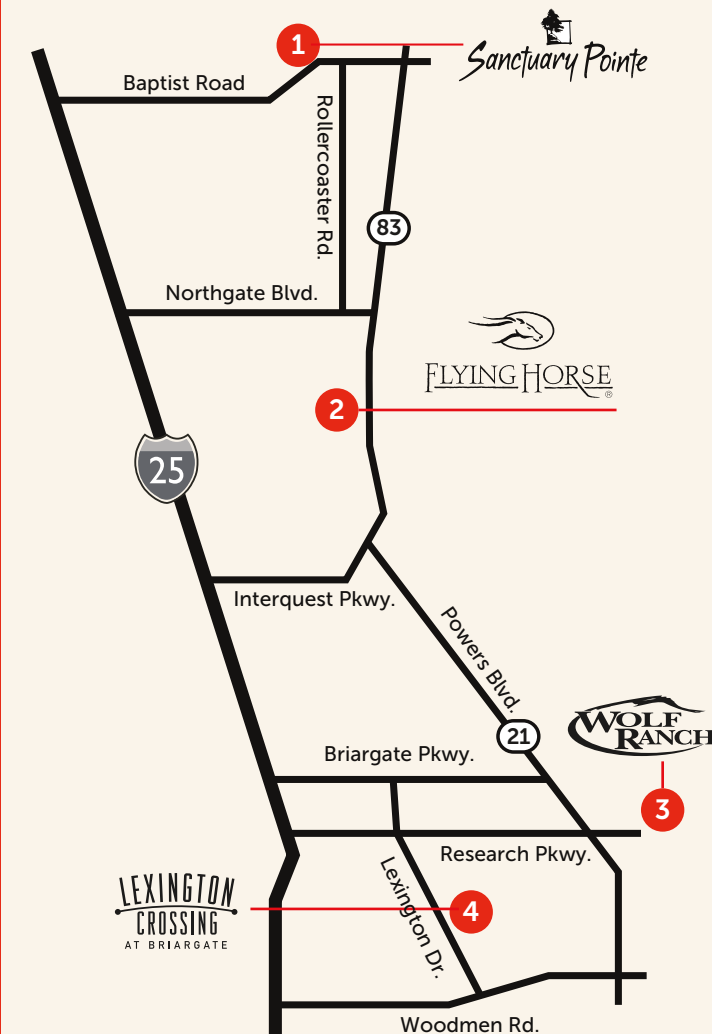 1
Sanctuary Pointe
Baptist Road
Rollercoaster Rd.
83
Northgate Blvd.
FLYING HORSE
®
2
25
Interquest Pkwy.
Powers Blvd.
21
WOLF
RANCH
Briargate Pkwy.
3
Research Pkwy.
LEXINGTON
CROSSING
AT BRIARGATE
Lexington Dr.
4
Woodmen Rd.